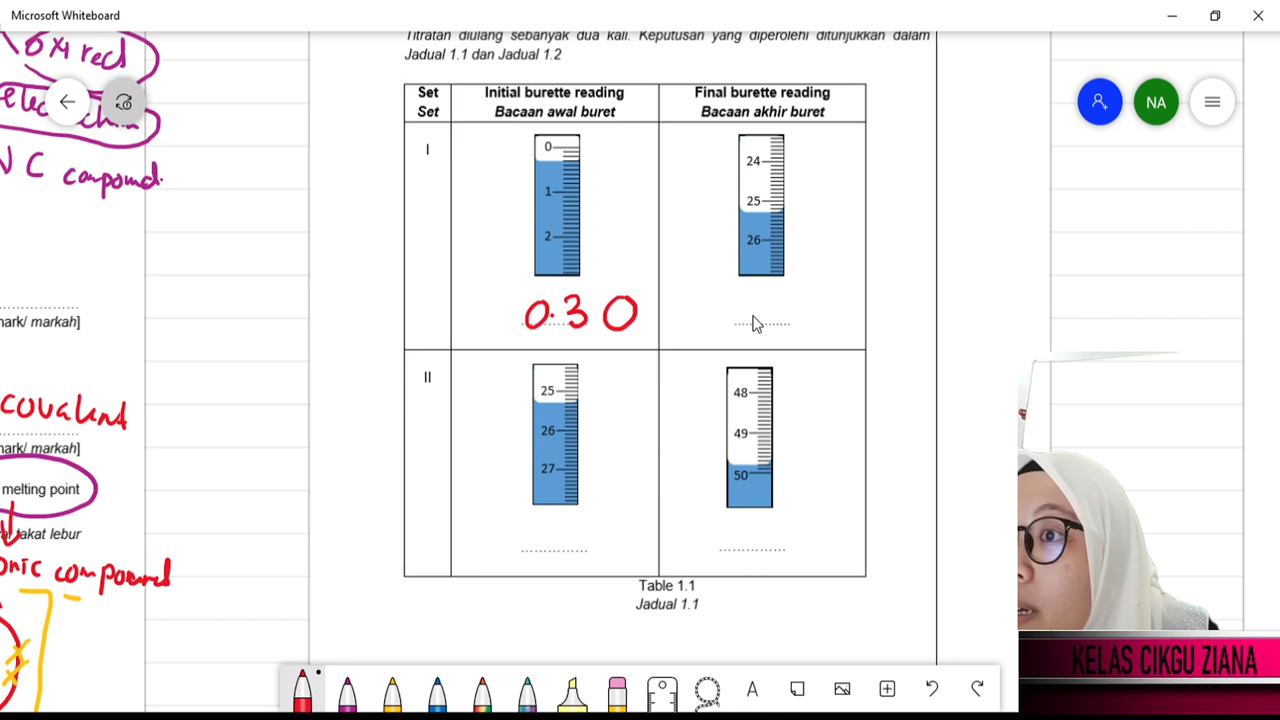 Microsoft Whiteboard
Titratan diulang sebanyak dua kali. Keputusan yang diperolehi ditunjukkan dalam
Jadual 1.1 dan Jadual 1.2
Set
Set
Initial burette reading
Bacaan awal buret
Final burette reading
Bacaan akhir buret
I
0
1
2
24
25
26
0.30
II
25
26
27
48
49
50
Table 1.1
Jadual 1.1
compound
mark/ markah]
covalent
mark/ markah]
melting point
takat lebur
compound
NA
A
KELAS CIKGU ZIANA